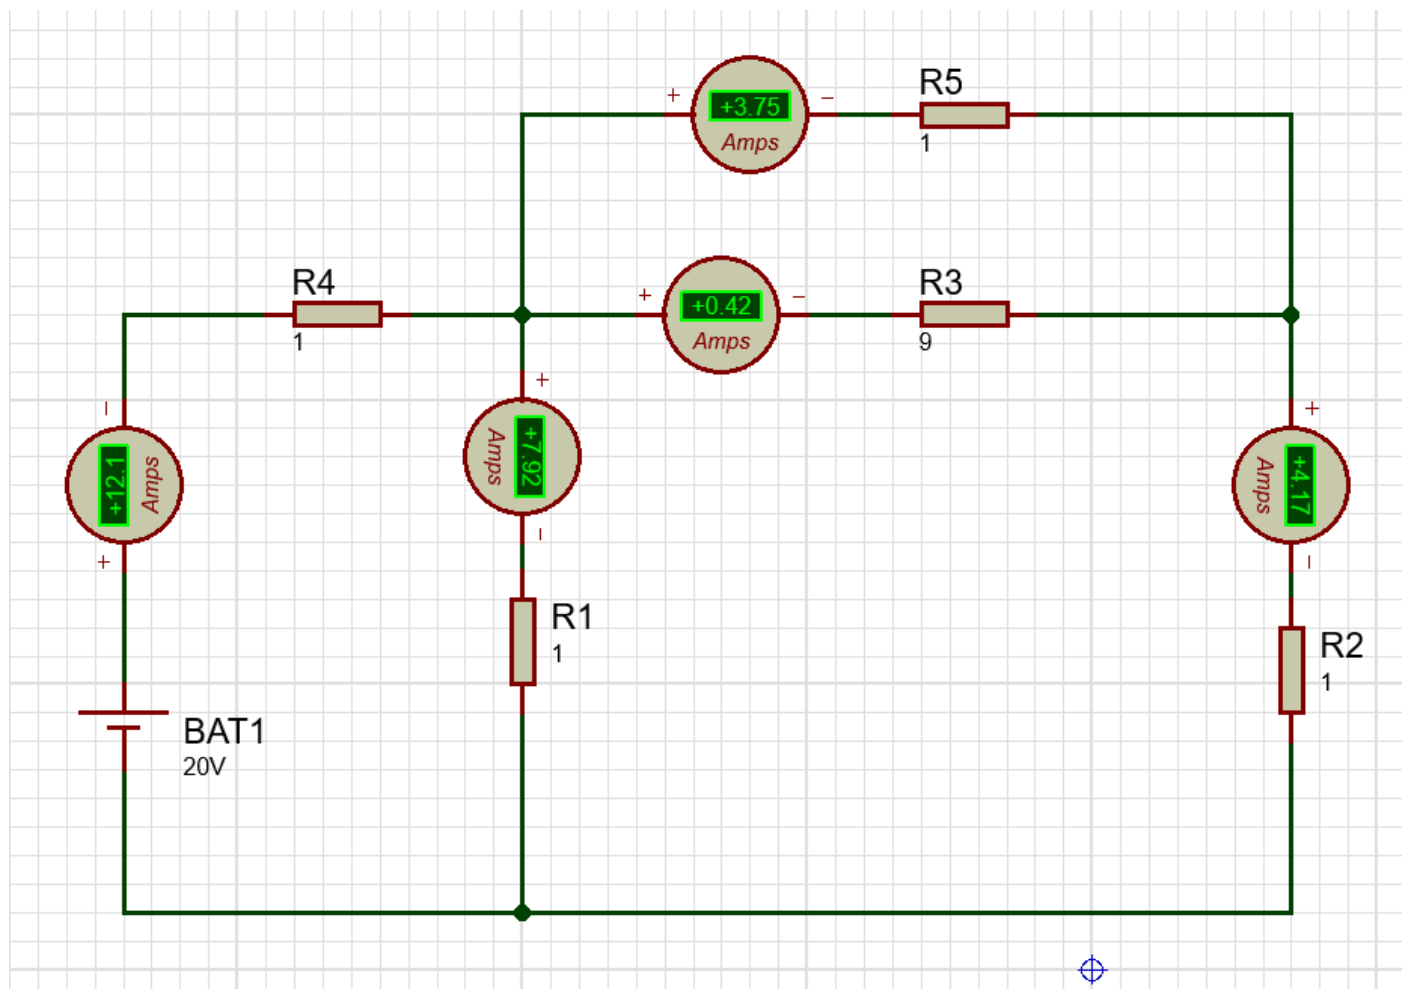 R5
+3.75
Amps
1
+ −
R4
R3
+0.42
Amps
1
9
+ −
+
−
+7.92
Amps
−
+12.1
Amps
+
+
+4.17
Amps
−
−
R1
1
R2
1
BAT1
20V